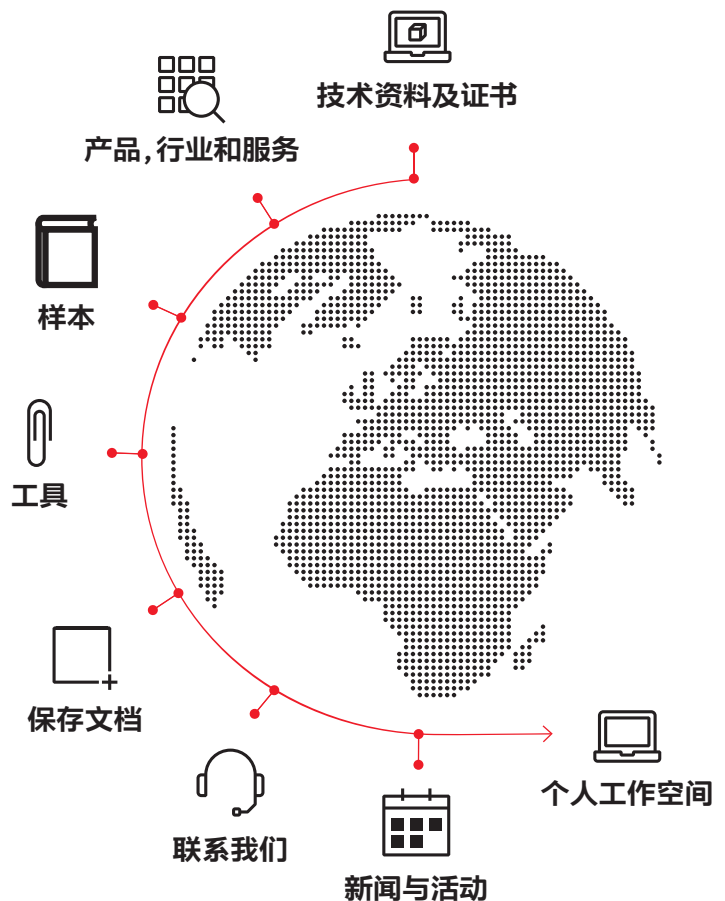 技术资料及证书
产品,行业和服务
样本
工具
保存文档
联系我们
新闻与活动
个人工作空间